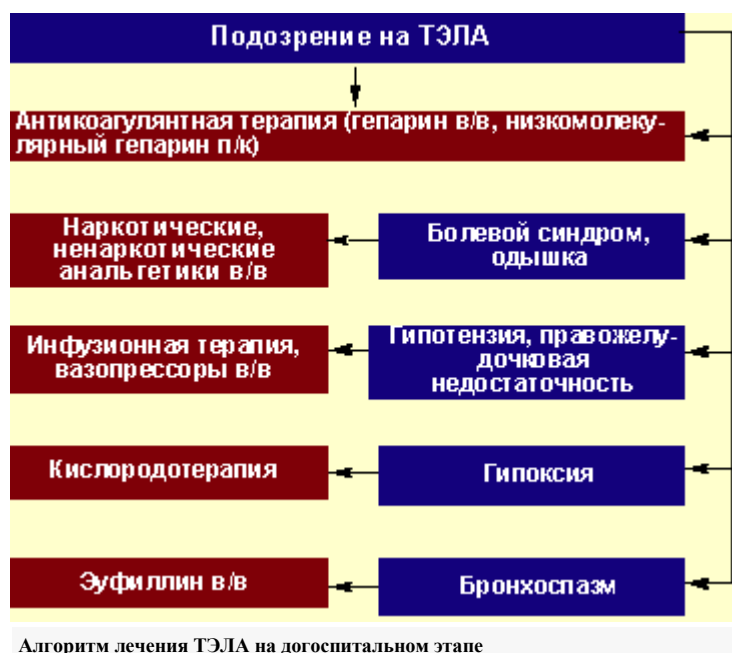 Подозрение на ТЭЛА
Антикоагулянтная терапия (гепарин в/в, низкомолеку-
лярный гепарин п/к)
Наркотические,
ненаркотические
анальгетики в/в
Болевой синдром,
одышка
Инфузионная терапия,
вазопрессоры в/в
Гипотензия, правожелу-
дочковая
недостаточность
Кислородотерапия
Гипоксия
Эуфиллин в/в
Бронхоспазм
Алгоритм лечения ТЭЛА на догоспитальном этапе